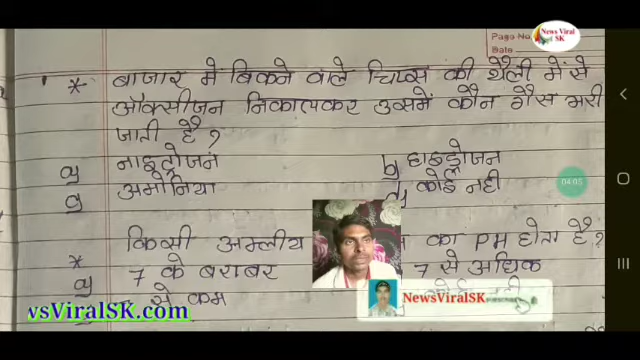 News Viral SK
Page No.
Date
* बाजार मे बिकने वाले चिप्स की थैली में से
ऑक्सीजन निकालकर उसमें कौन गैस भरी
जाती है ?
a) नाइट्रोजन b) हाइड्रोजन
c) अमोनिया d) कोई नही
04:05
* किसी अम्लीय का PH होता है ?
a) 7 के बराबर 7 से अधिक
से कम
NewsViralSK
wsViralSK.com